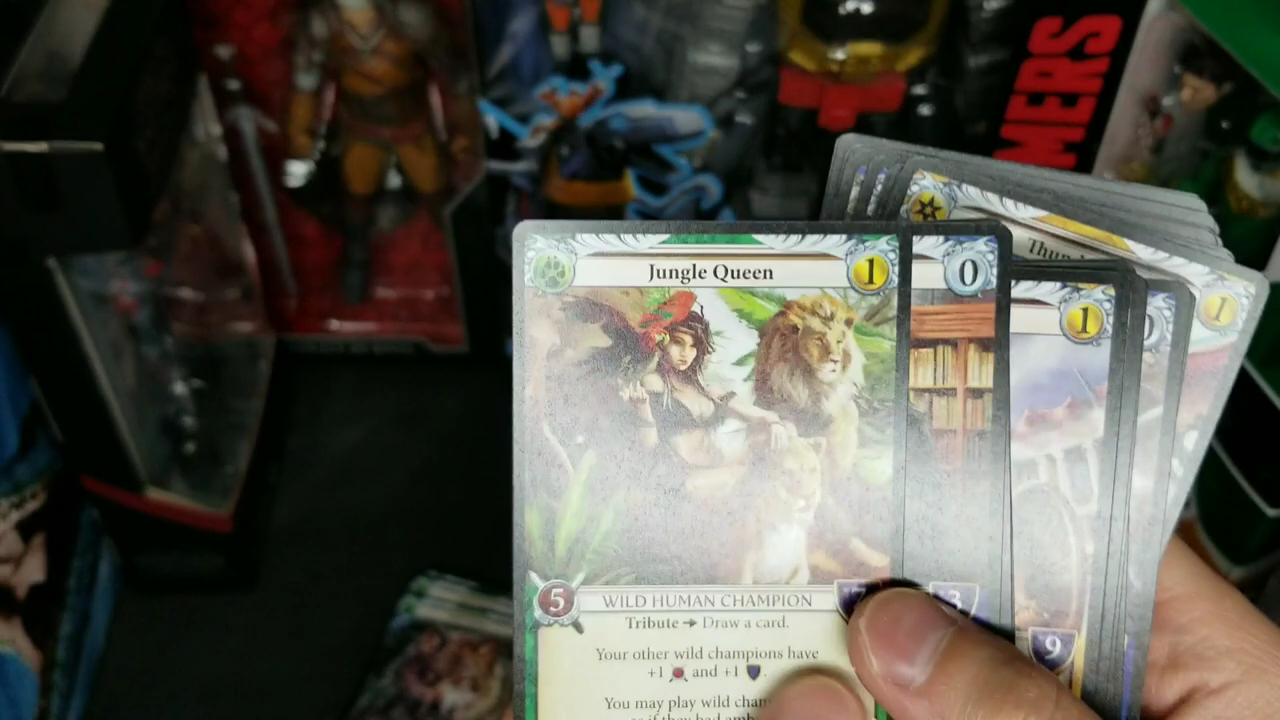 MERS
Thun
Jungle Queen
1
0
1
1
5
WILD HUMAN CHAMPION
3
Tribute ➔ Draw a card.
9
Your other wild champions have
+1 and +1 .
You may play wild cham